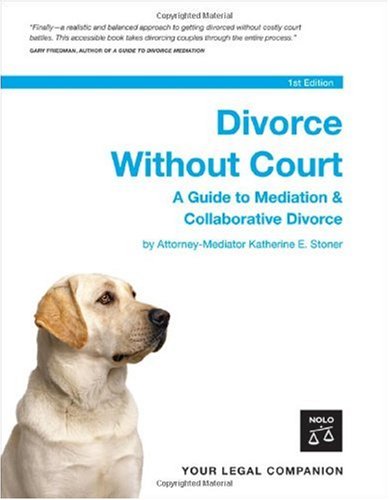 Copyrighted Material
"Finally—a realistic and balanced approach to getting divorced without costly court
battles. This accessible book takes divorcing couples through the entire process."
GARY FRIEDMAN, AUTHOR OF A GUIDE TO DIVORCE MEDIATION
1st Edition
Divorce
Without Court
A Guide to Mediation &
Collaborative Divorce
by Attorney-Mediator Katherine E. Stoner
NOLO
YOUR LEGAL COMPANION
Copyrighted Material